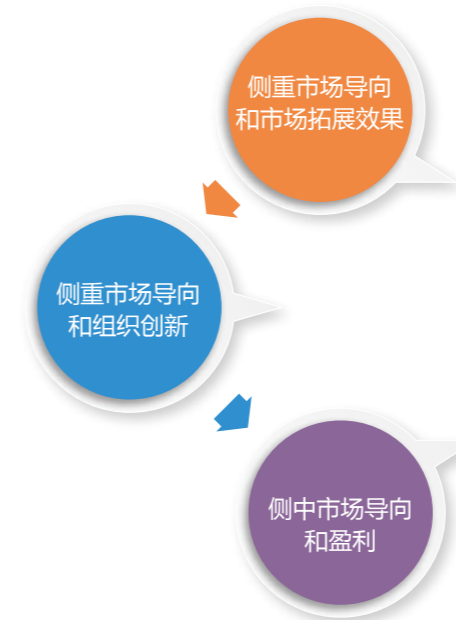 侧重市场导向
和市场拓展效果
侧重市场导向
和组织创新
侧中市场导向
和盈利